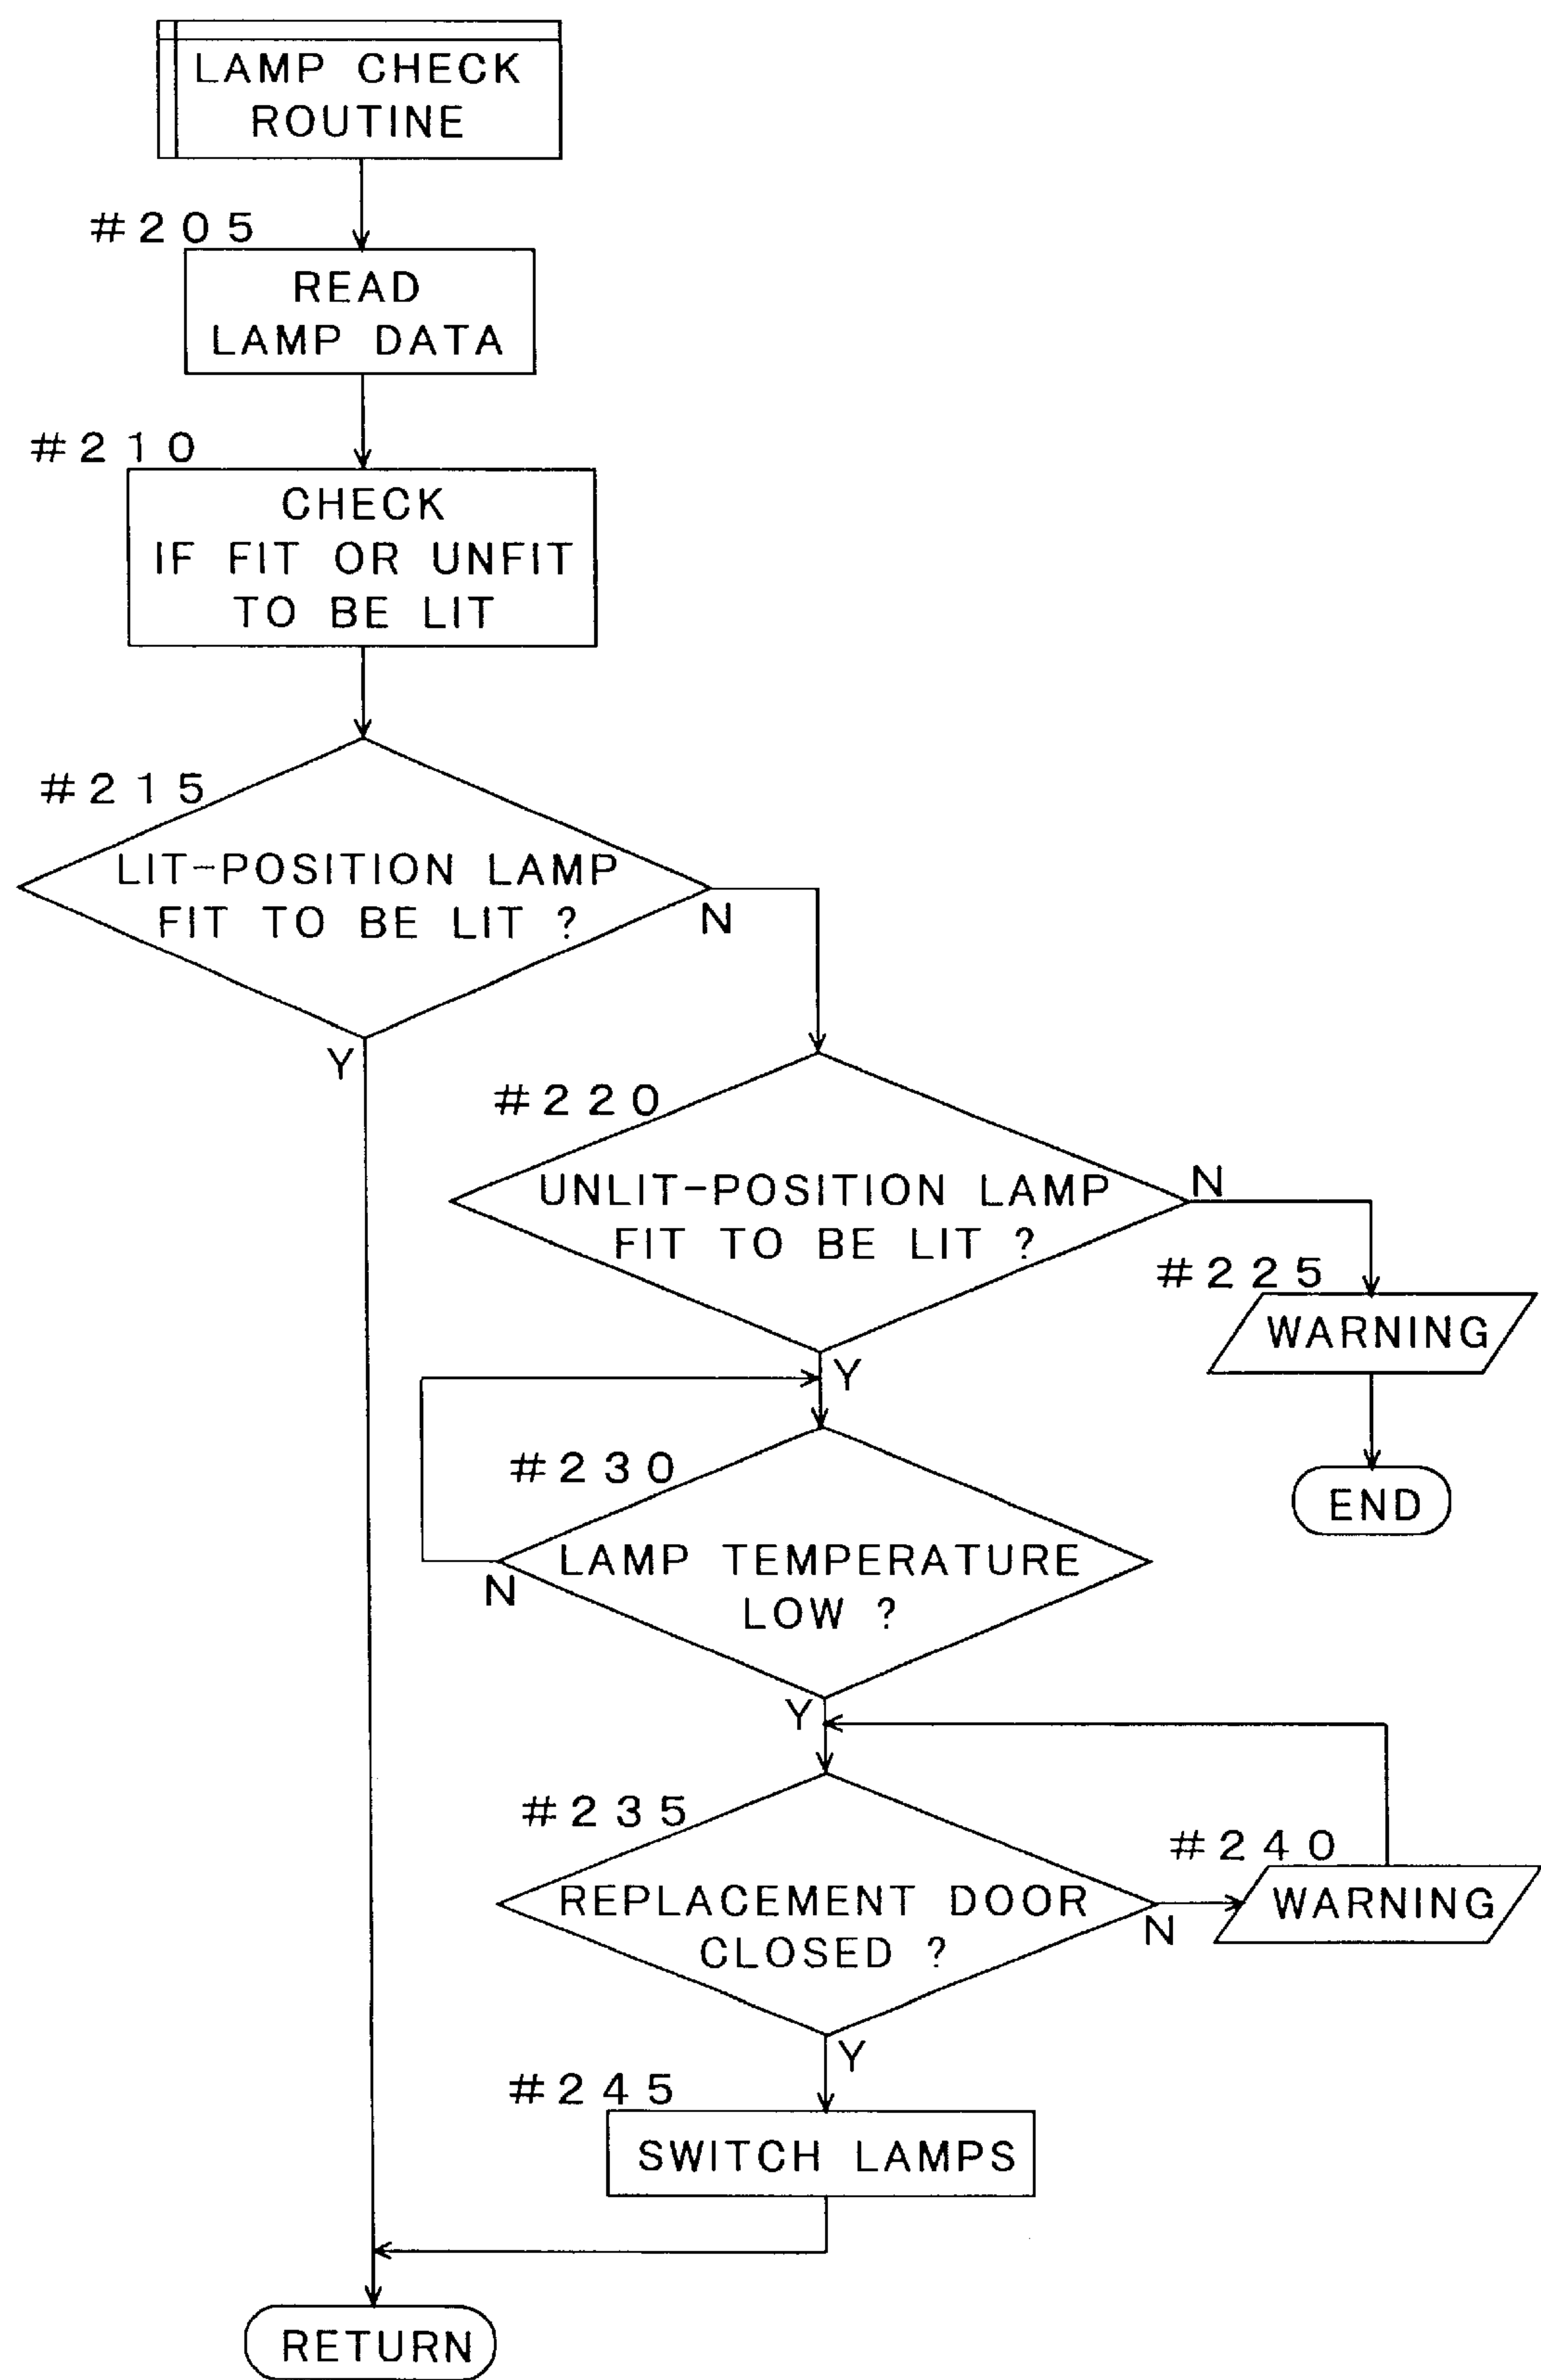 LAMP CHECK
ROUTINE
#205
READ
LAMP DATA
#210
CHECK
IF FIT OR UNFIT
TO BE LIT
#215
LIT-POSITION LAMP
FIT TO BE LIT ?
N
Y
#220
UNLIT-POSITION LAMP
FIT TO BE LIT ?
N
#225
WARNING
END
Y
#230
LAMP TEMPERATURE
LOW ?
N
Y
#235
REPLACEMENT DOOR
CLOSED ?
N
#240
WARNING
Y
#245
SWITCH LAMPS
RETURN